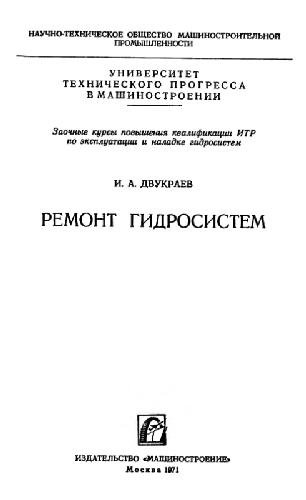 НАУЧНО-ТЕХНИЧЕСКОЕ ОБЩЕСТВО МАШИНОСТРОИТЕЛЬНОЙ
ПРОМЫШЛЕННОСТИ
УНИВЕРСИТЕТ
ТЕХНИЧЕСКОГО ПРОГРЕССА
В МАШИНОСТРОЕНИИ
Заочные курсы повышения квалификации ИТР
по эксплуатации и наладке гидросистем
И. А. ДВУКРАЕВ
РЕМОНТ ГИДРОСИСТЕМ
ИЗДАТЕЛЬСТВО «МАШИНОСТРОЕНИЕ»
Москва 1971